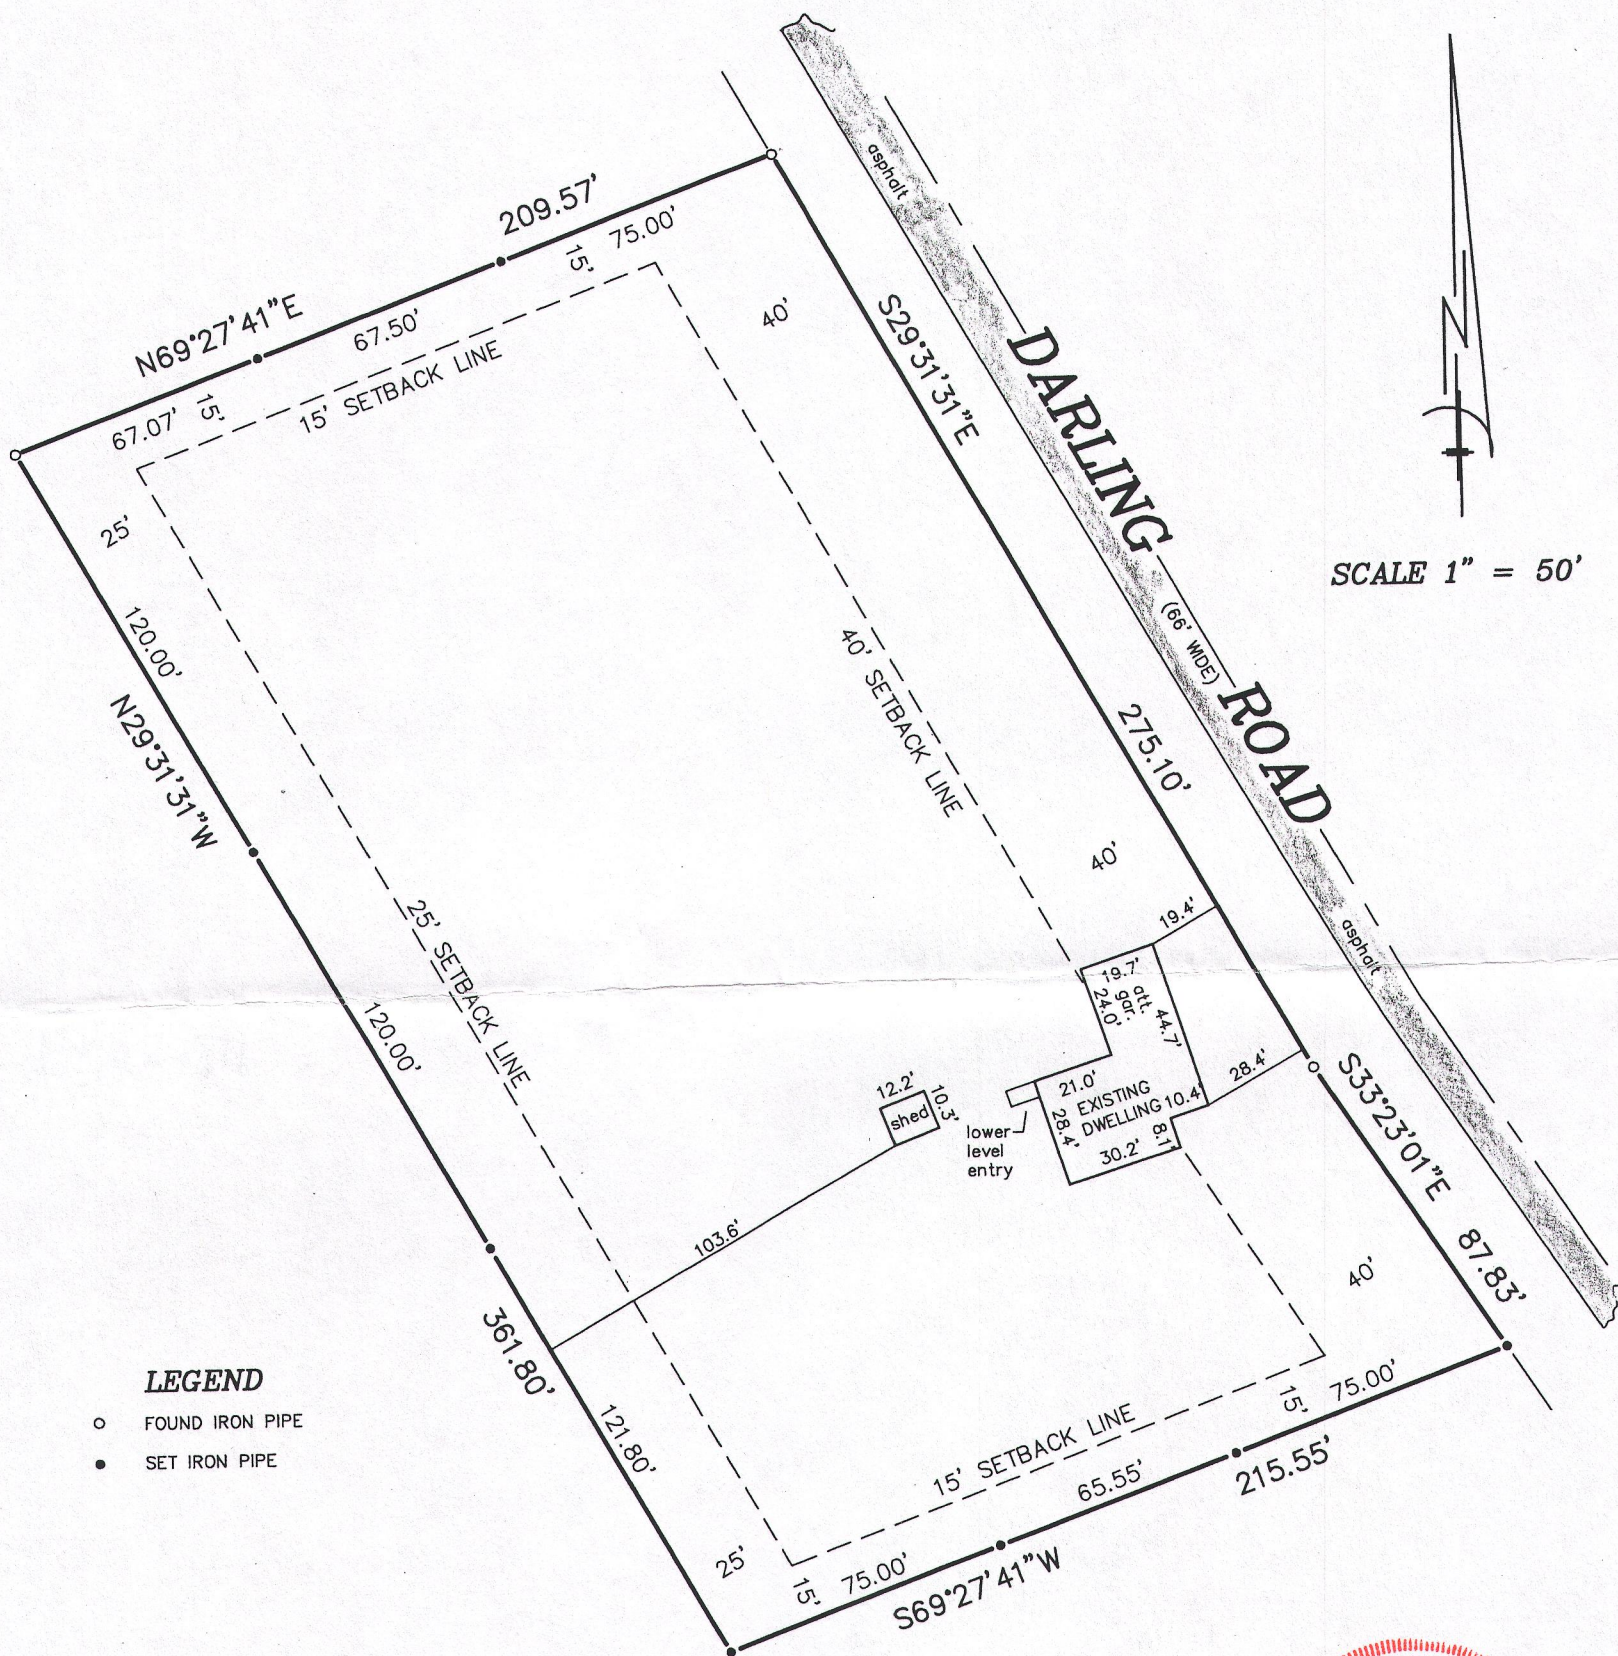 209.57'
75.00'
15'
N69°27'41"E
67.50'
15' SETBACK LINE
67.07'
15'
40'
asphalt
S29°31'31"E
DARLING
(66' WIDE)
ROAD
N
SCALE 1" = 50'
25'
120.00'
N29°31'31"W
40' SETBACK LINE
275.10'
40'
25' SETBACK LINE
19.4'
asphalt
19.7'
att.
gar.
24.0'
44.7'
120.00'
12.2'
10.3'
shed
lower
level
entry
21.0'
EXISTING
DWELLING
10.4'
28.4'
8.1'
30.2'
28.4'
S33°23'01"E
87.83'
103.6'
40'
361.80'
121.80'
LEGEND
FOUND IRON PIPE
SET IRON PIPE
15' SETBACK LINE
15'
75.00'
65.55'
215.55'
25'
15'
75.00'
S69°27'41"W